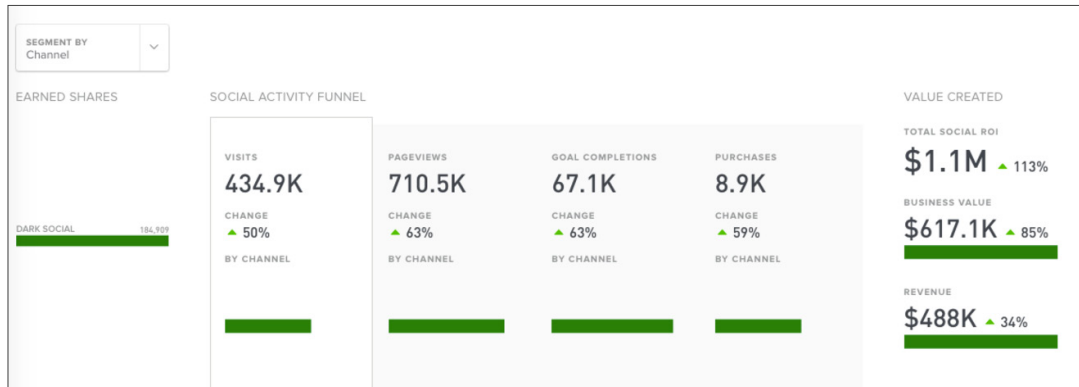 SEGMENT BY
Channel
EARNED SHARES
SOCIAL ACTIVITY FUNNEL
VALUE CREATED
DARK SOCIAL 184,909
VISITS
434.9K
CHANGE
50%
BY CHANNEL
PAGEVIEWS
710.5K
CHANGE
63%
BY CHANNEL
GOAL COMPLETIONS
67.1K
CHANGE
63%
BY CHANNEL
PURCHASES
8.9K
CHANGE
59%
BY CHANNEL
TOTAL SOCIAL ROI
$1.1M 113%
BUSINESS VALUE
$617.1K 85%
REVENUE
$488K 34%